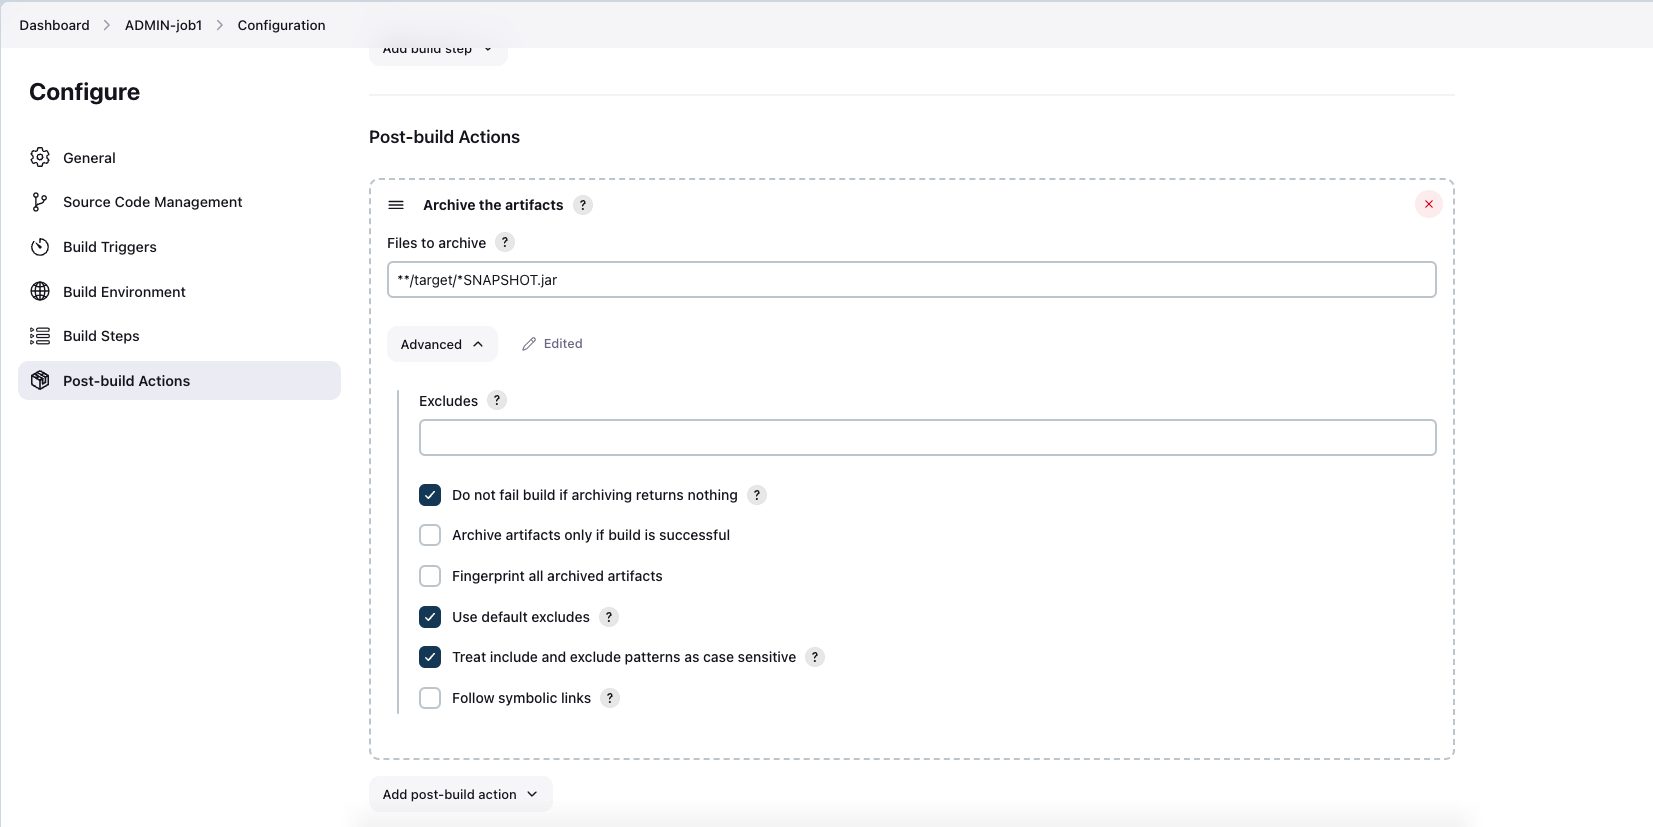 Dashboard > ADMIN-job1 > Configuration
Add build step
Configure
General
Source Code Management
Build Triggers
Build Environment
Build Steps
Post-build Actions
Post-build Actions
Archive the artifacts ?
Files to archive ?
**/target/*SNAPSHOT.jar
Advanced
Edited
Excludes ?
Do not fail build if archiving returns nothing ?
Archive artifacts only if build is successful
Fingerprint all archived artifacts
Use default excludes ?
Treat include and exclude patterns as case sensitive ?
Follow symbolic links ?
Add post-build action